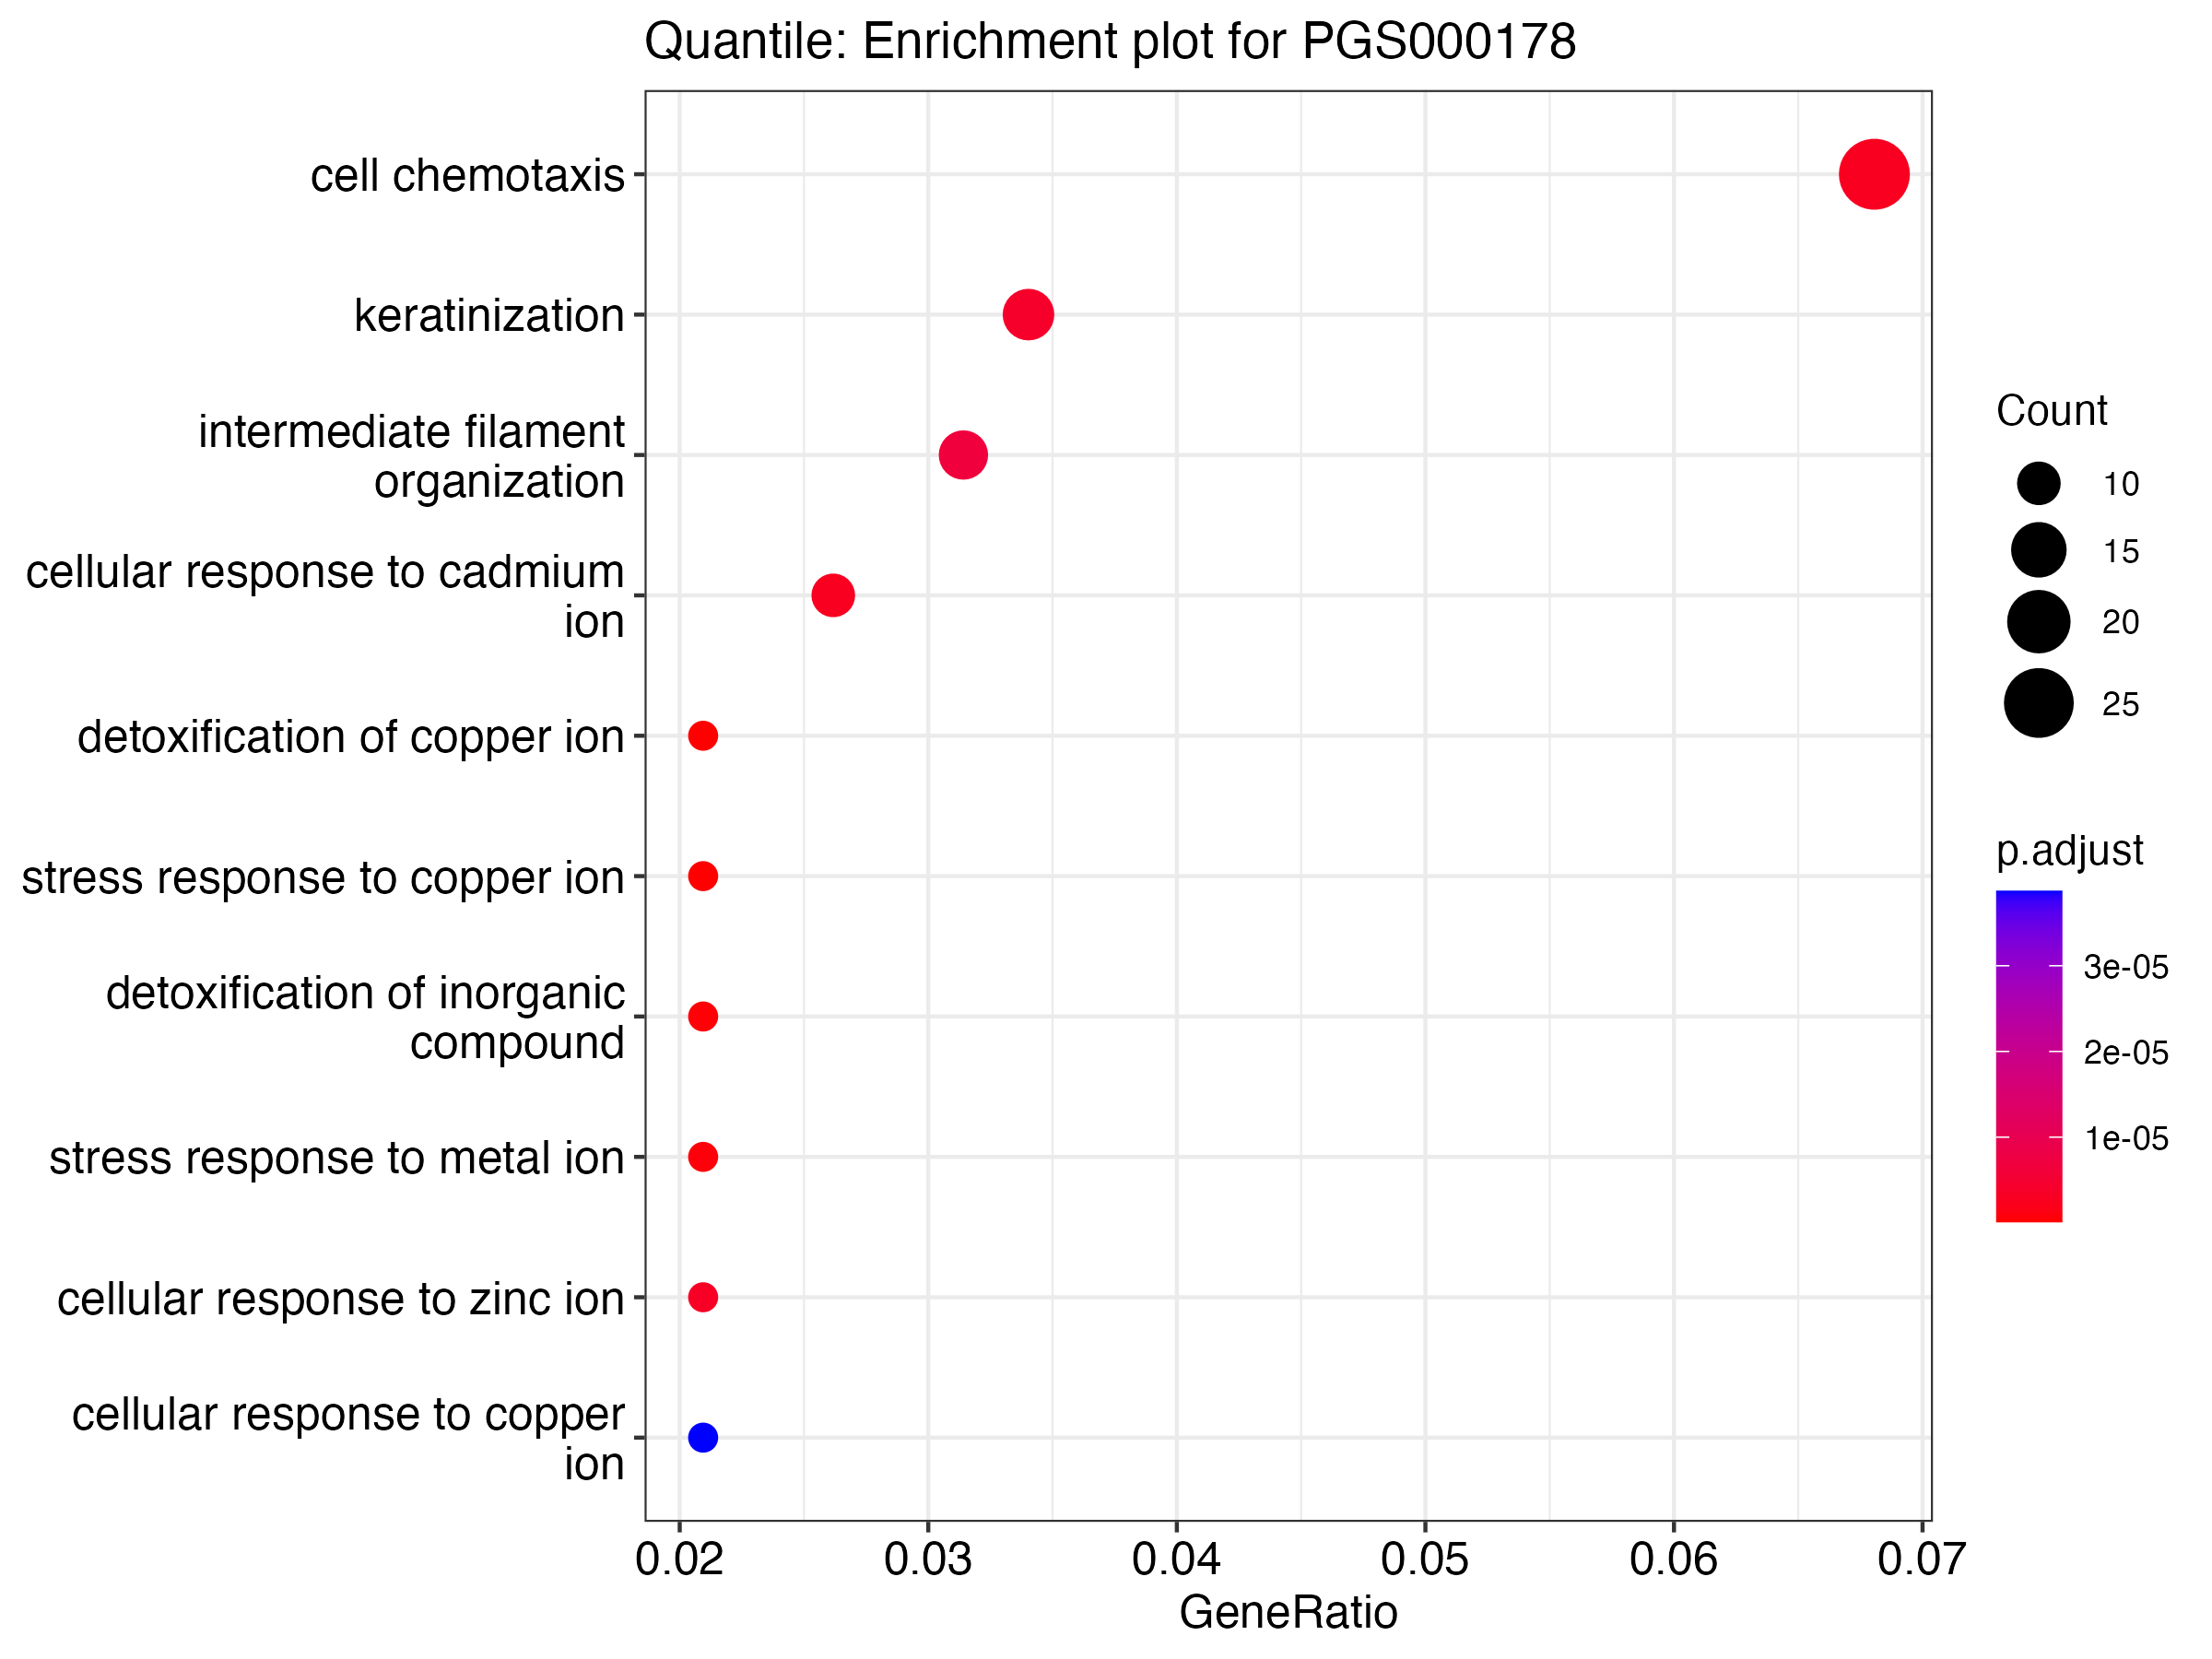 Quantile: Enrichment plot for PGS000178
cell chemotaxis
keratinization
intermediate filament
organization
cellular response to cadmium
ion
detoxification of copper ion
stress response to copper ion
detoxification of inorganic
compound
stress response to metal ion
cellular response to zinc ion
cellular response to copper
ion
0.02 0.03 0.04 0.05 0.06 0.07
GeneRatio
Count
10
15
20
25
p.adjust
3e-05
2e-05
1e-05